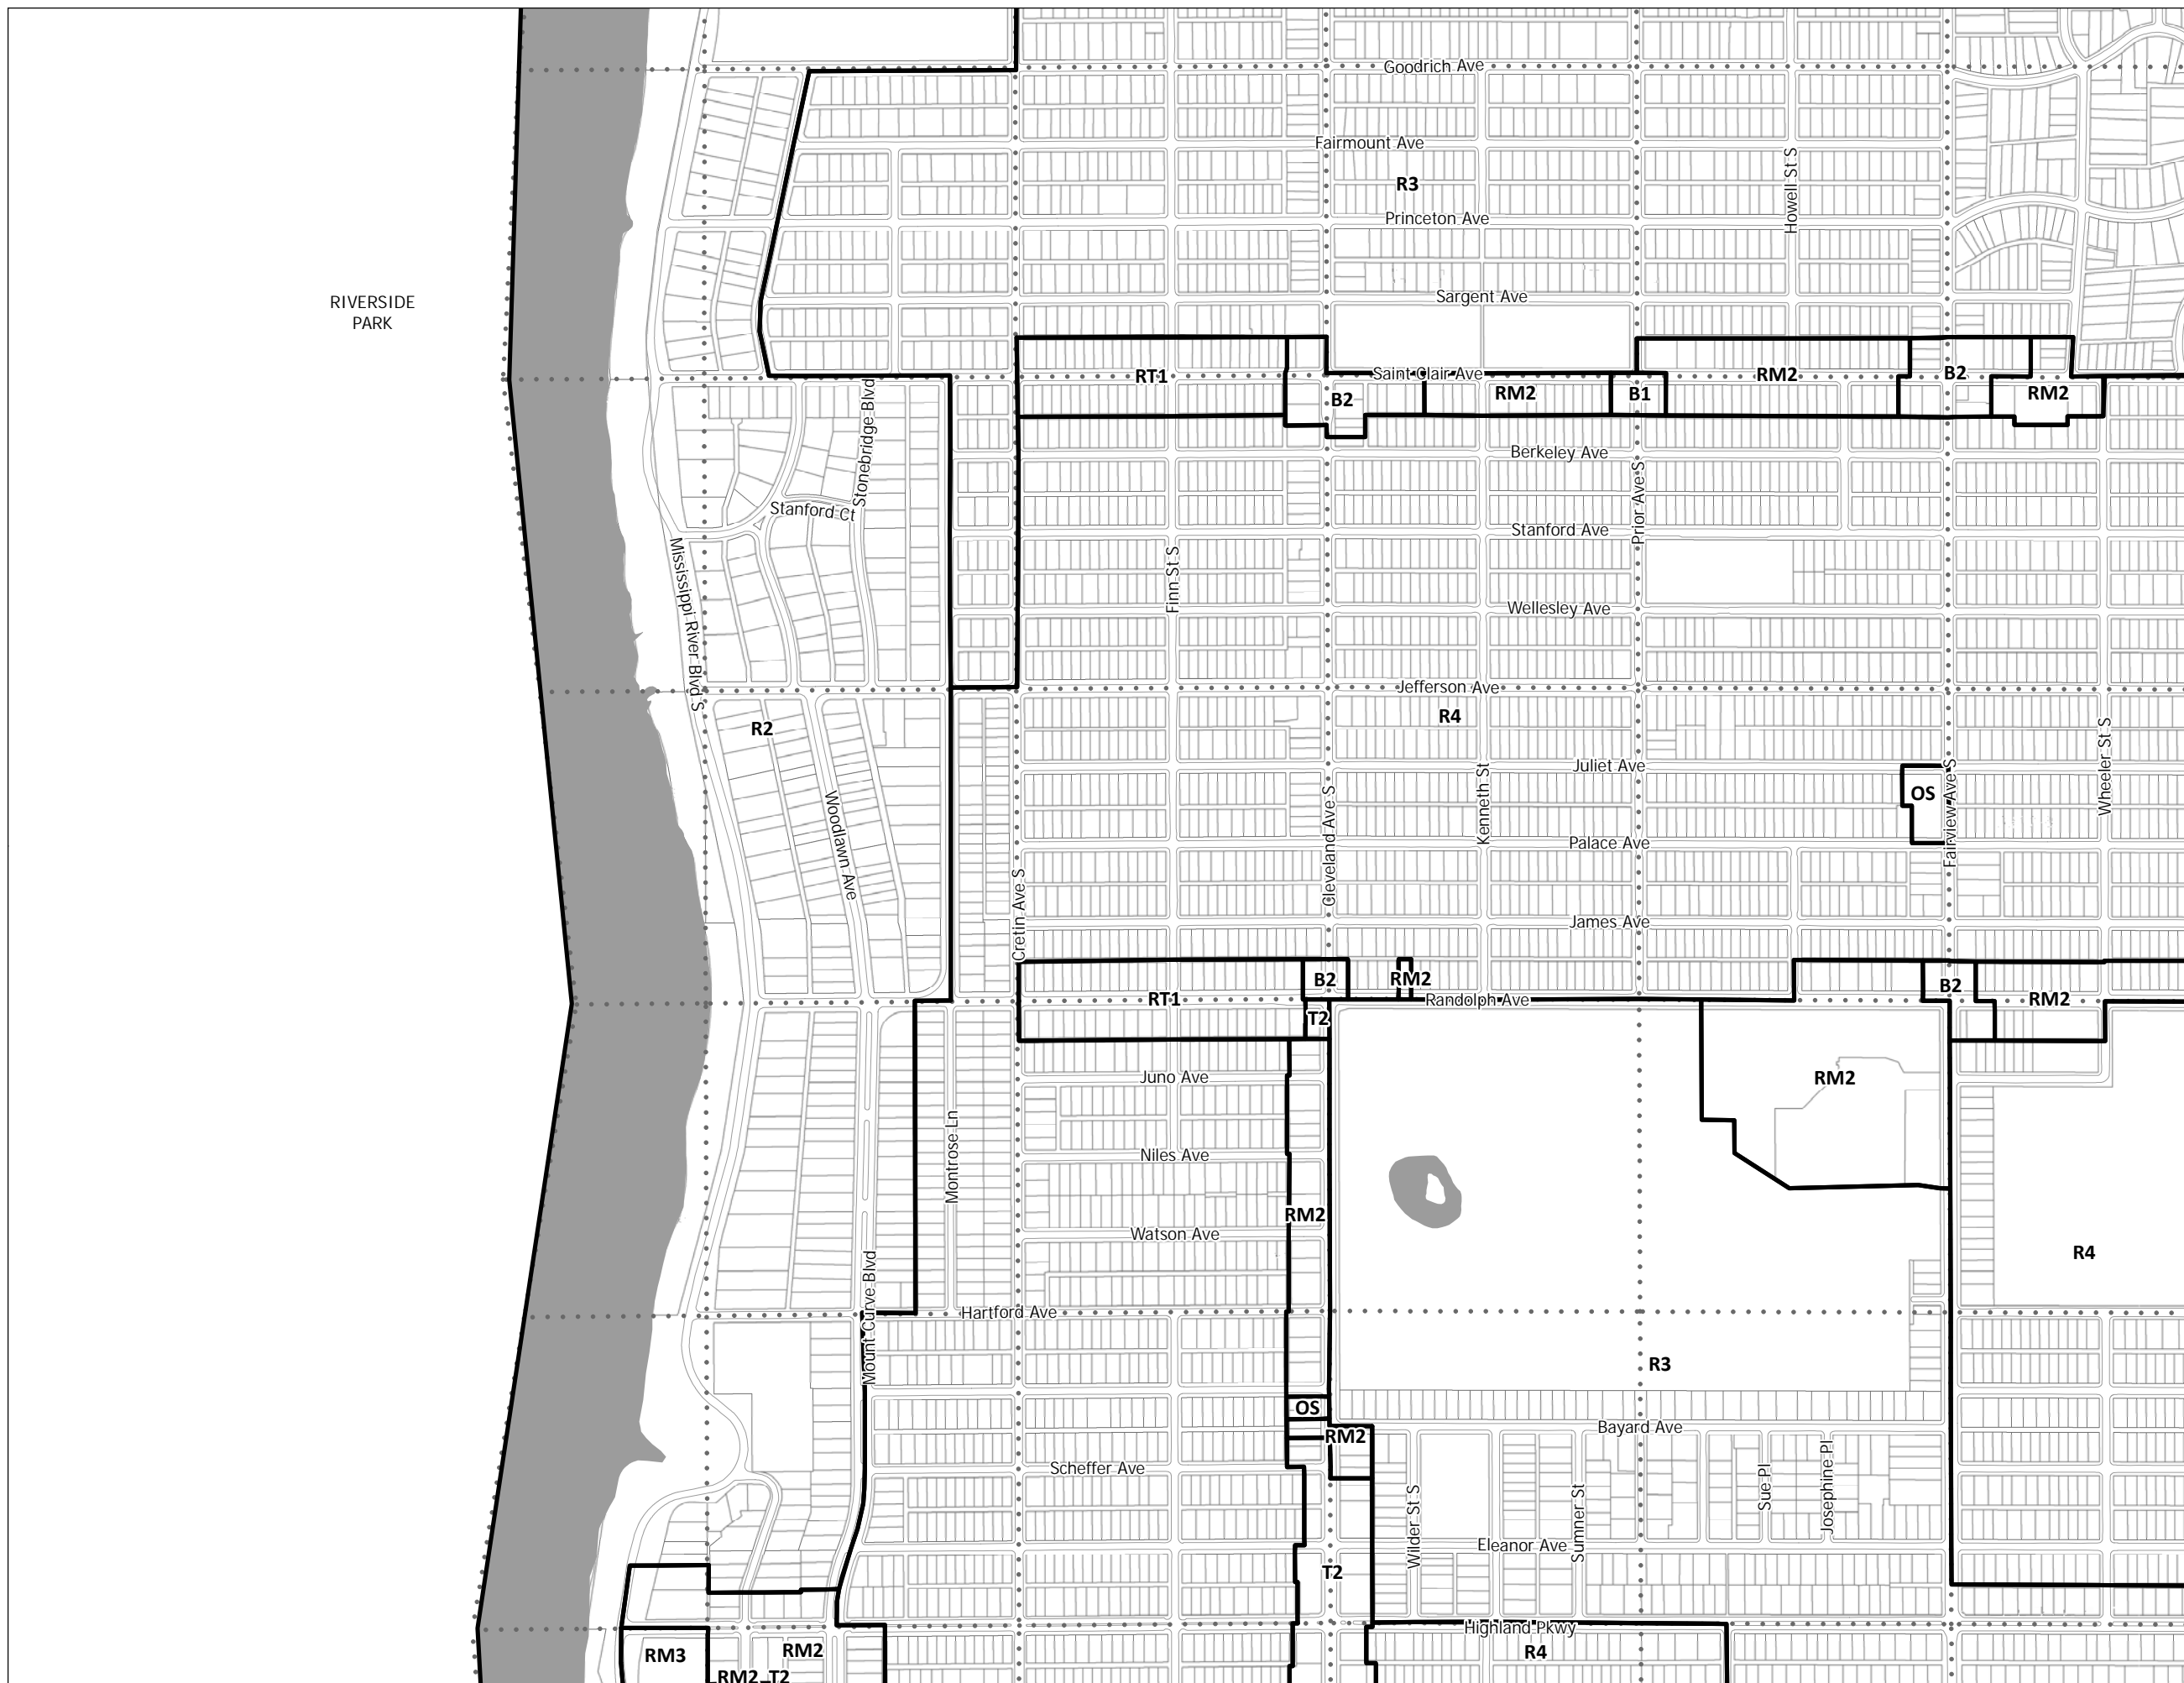 Goodrich Ave
Fairmount Ave
R3
Howell St S
Princeton Ave
Sargent Ave
RIVERSIDE
PARK
RT1
Saint Clair Ave
RM2
B2
B2
RM2
B1
RM2
Stonebridge Blvd
Berkeley Ave
Prior Ave S
Stanford Ct
Stanford Ave
Mississippi River Blvd S
Finn St S
Wellesley Ave
Jefferson Ave
R2
R4
Juliet Ave
Wheeler St S
OS
Woodlawn Ave
Kenneth St
Cleveland Ave S
Fairview Ave S
Palace Ave
Cretin Ave S
James Ave
B2
RM2
B2
RT1
Randolph Ave
RM2
T2
Juno Ave
RM2
Montrose Ln
Niles Ave
RM2
Watson Ave
R4
Mount Curve Blvd
Hartford Ave
R3
OS
Bayard Ave
RM2
Scheffer Ave
Sue Pl
Josephine Pl
Wilder St S
Sumner St
Eleanor Ave
T2
Highland Pkwy
RM3
RM2
R4
RM2
T2